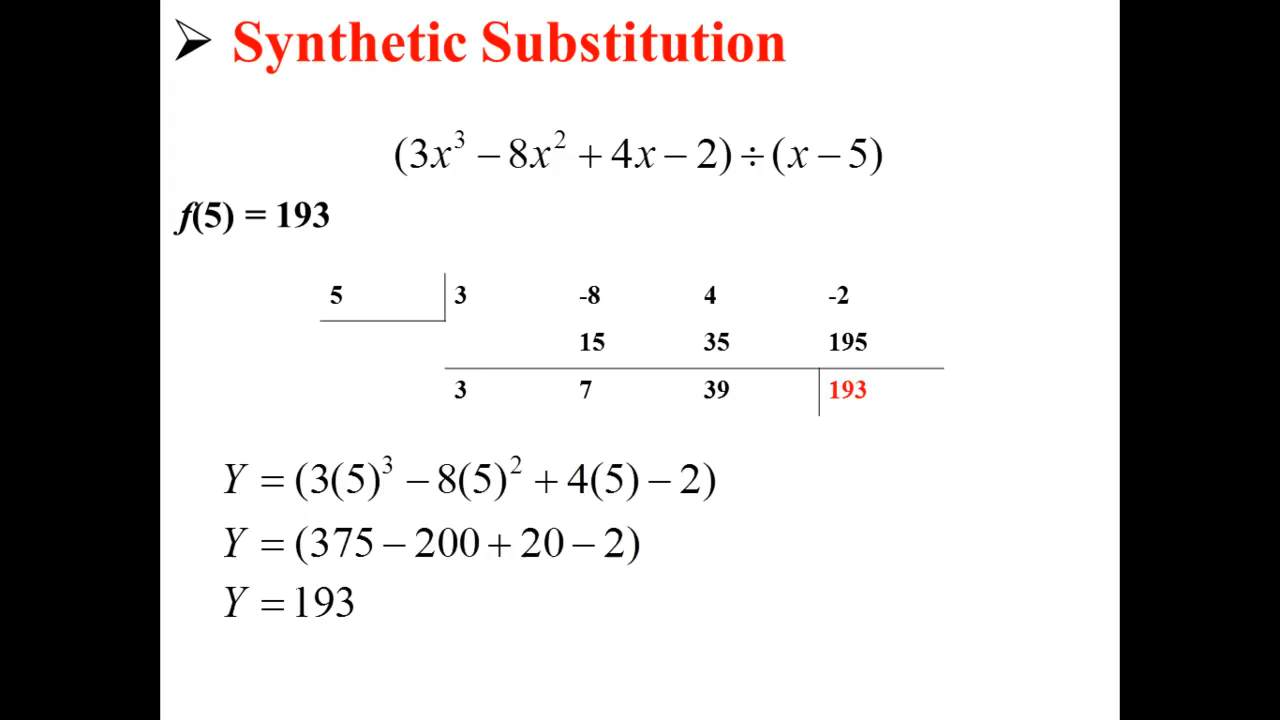 ➢ Synthetic Substitution
(3x³ − 8x² + 4x − 2) ÷ (x − 5)
f(5) = 193
5 3 -8 4 -2
15 35 195
3 7 39 193
Y = (3(5)³ − 8(5)² + 4(5) − 2)
Y = (375 − 200 + 20 − 2)
Y = 193